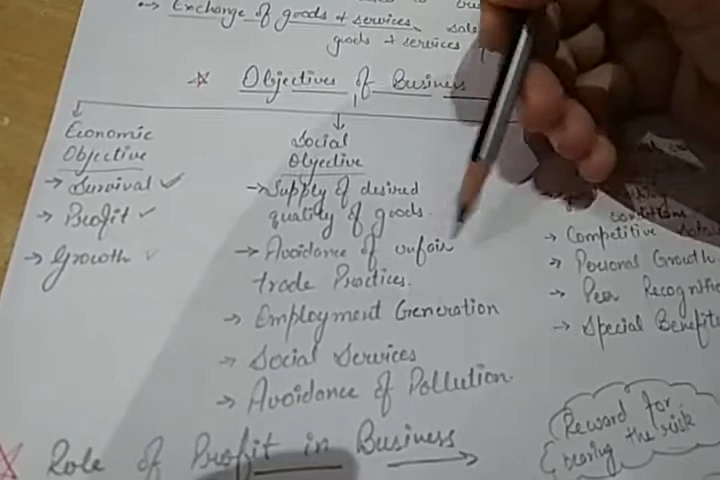 → Exchange of goods + services
goods + services
☆ Objectives of Business
Economic
Objective
→ Survival ✓
→ Profit ✓
→ Growth ✓
Social
Objective
→ Supply of desired
quality of goods.
→ Avoidance of unfair
trade Practices.
→ Employment Generation
→ Social Services
→ Avoidance of Pollution.
conditions
→ Competitive
→ Personal Growth
→ Peer
→ Special
☆ Role of Profit in Business →
Reward for
bearing the risk